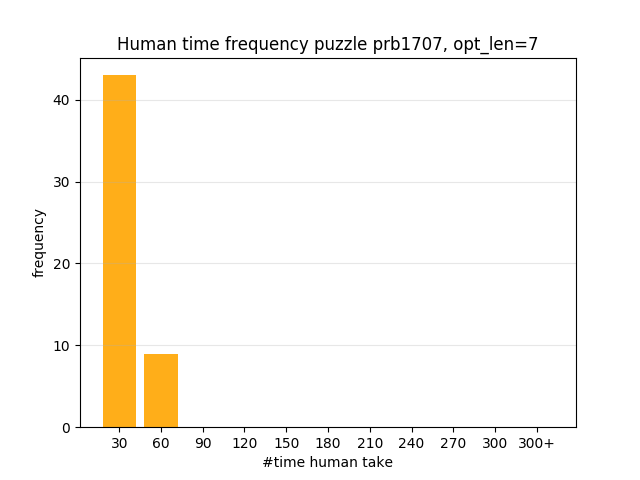 Human time frequency puzzle prb1707, opt_len=7
frequency
40
30
20
10
0
30 60 90 120 150 180 210 240 270 300 300+
#time human take